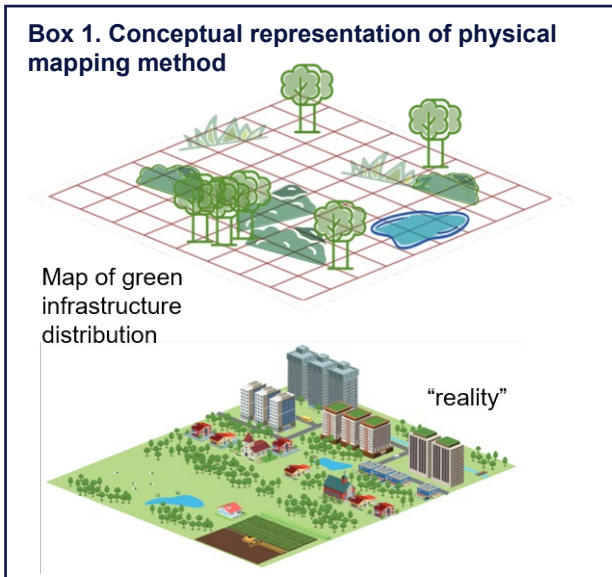 Box 1. Conceptual representation of physical
mapping method
Map of green
infrastructure
distribution
“reality”